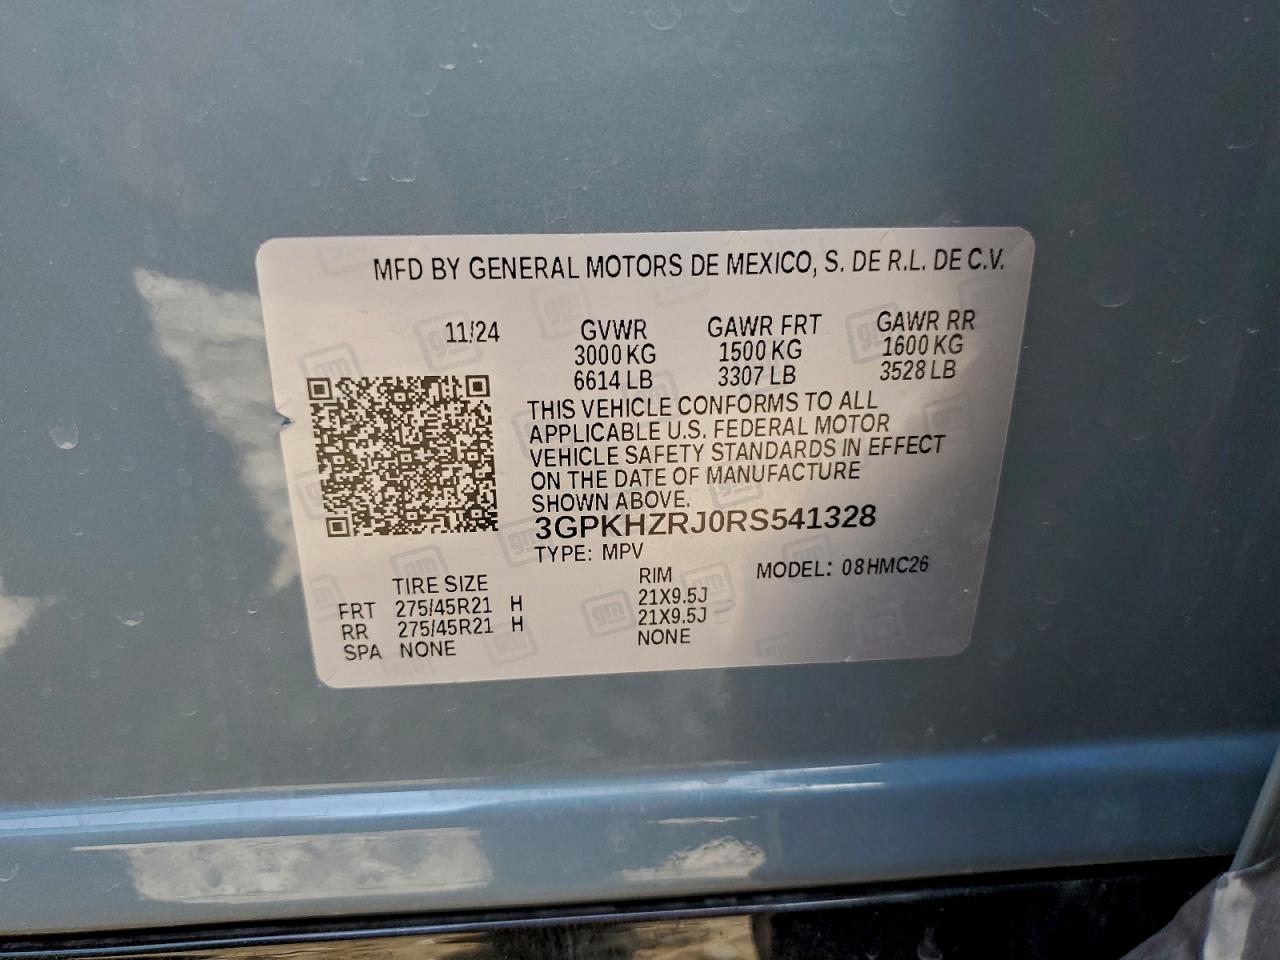 MFD BY GENERAL MOTORS DE MEXICO, S. DE R.L. DE C.V.
11/24 GVWR GAWR FRT GAWR RR
3000 KG 1500 KG 1600 KG
6614 LB 3307 LB 3528 LB
THIS VEHICLE CONFORMS TO ALL
APPLICABLE U.S. FEDERAL MOTOR
VEHICLE SAFETY STANDARDS IN EFFECT
ON THE DATE OF MANUFACTURE
SHOWN ABOVE.
3GPKHZRJ0RS541328
TYPE: MPV
TIRE SIZE RIM MODEL: 08HMC26
FRT 275/45R21 H 21X9.5J
RR 275/45R21 H 21X9.5J
SPA NONE NONE